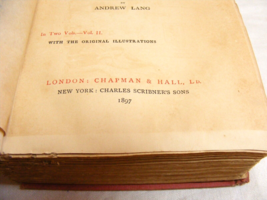 BY
ANDREW LANG
In Two Vols.—Vol. II.
WITH THE ORIGINAL ILLUSTRATIONS
LONDON: CHAPMAN & HALL, LD.
NEW YORK: CHARLES SCRIBNER'S SONS
1897